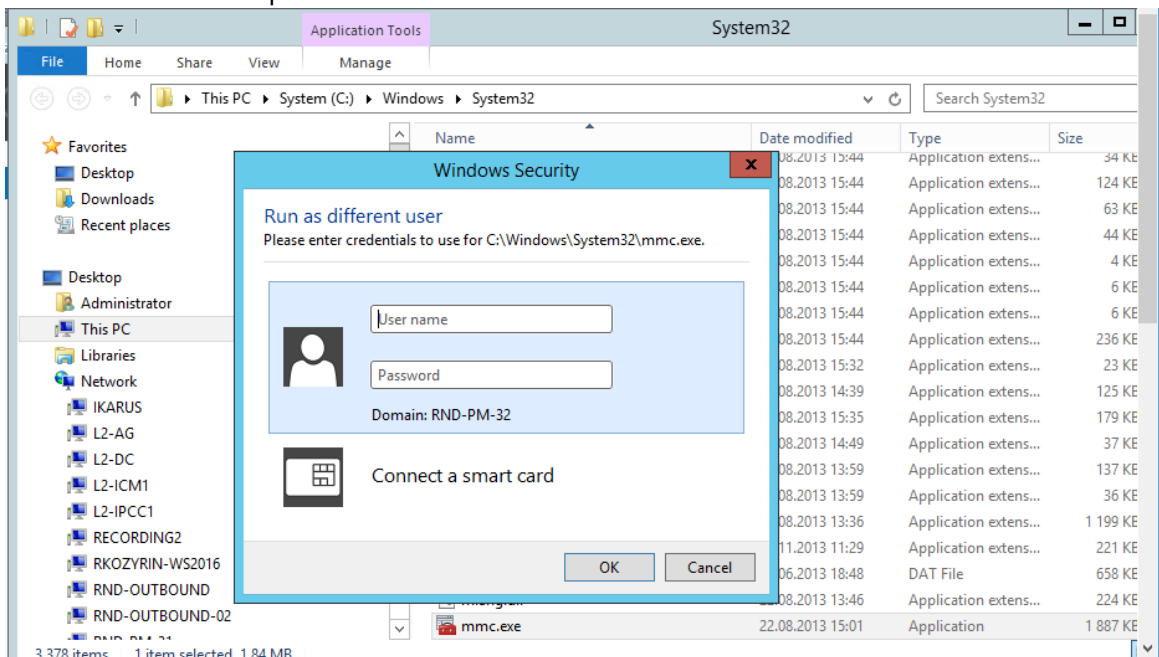 Application Tools
System32
File Home Share View Manage
This PC System (C:) Windows System32
Search System32
Name Date modified Type Size
Favorites
Desktop
Downloads
Recent places
Desktop
Administrator
This PC
Libraries
Network
IKARUS
L2-AG
L2-DC
L2-ICM1
L2-IPCC1
RECORDING2
RKOZYRIN-WS2016
RND-OUTBOUND
RND-OUTBOUND-02
Windows Security
Run as different user
Please enter credentials to use for C:\Windows\System32\mmc.exe.
User name
Password
Domain: RND-PM-32
Connect a smart card
OK Cancel
08.2013 15:44 Application extens... 34 KB
08.2013 15:44 Application extens... 124 KB
08.2013 15:44 Application extens... 63 KB
08.2013 15:44 Application extens... 44 KB
08.2013 15:44 Application extens... 4 KB
08.2013 15:44 Application extens... 6 KB
08.2013 15:44 Application extens... 6 KB
08.2013 15:44 Application extens... 236 KB
08.2013 15:32 Application extens... 23 KB
08.2013 14:39 Application extens... 125 KB
08.2013 15:35 Application extens... 179 KB
08.2013 14:49 Application extens... 37 KB
08.2013 13:59 Application extens... 137 KB
08.2013 13:59 Application extens... 36 KB
08.2013 13:36 Application extens... 1 199 KB
11.2013 11:29 Application extens... 221 KB
06.2013 18:48 DAT File 658 KB
08.2013 13:46 Application extens... 224 KB
mmc.exe 22.08.2013 15:01 Application 1 887 KB
3 378 items 1 item selected 1,84 MB